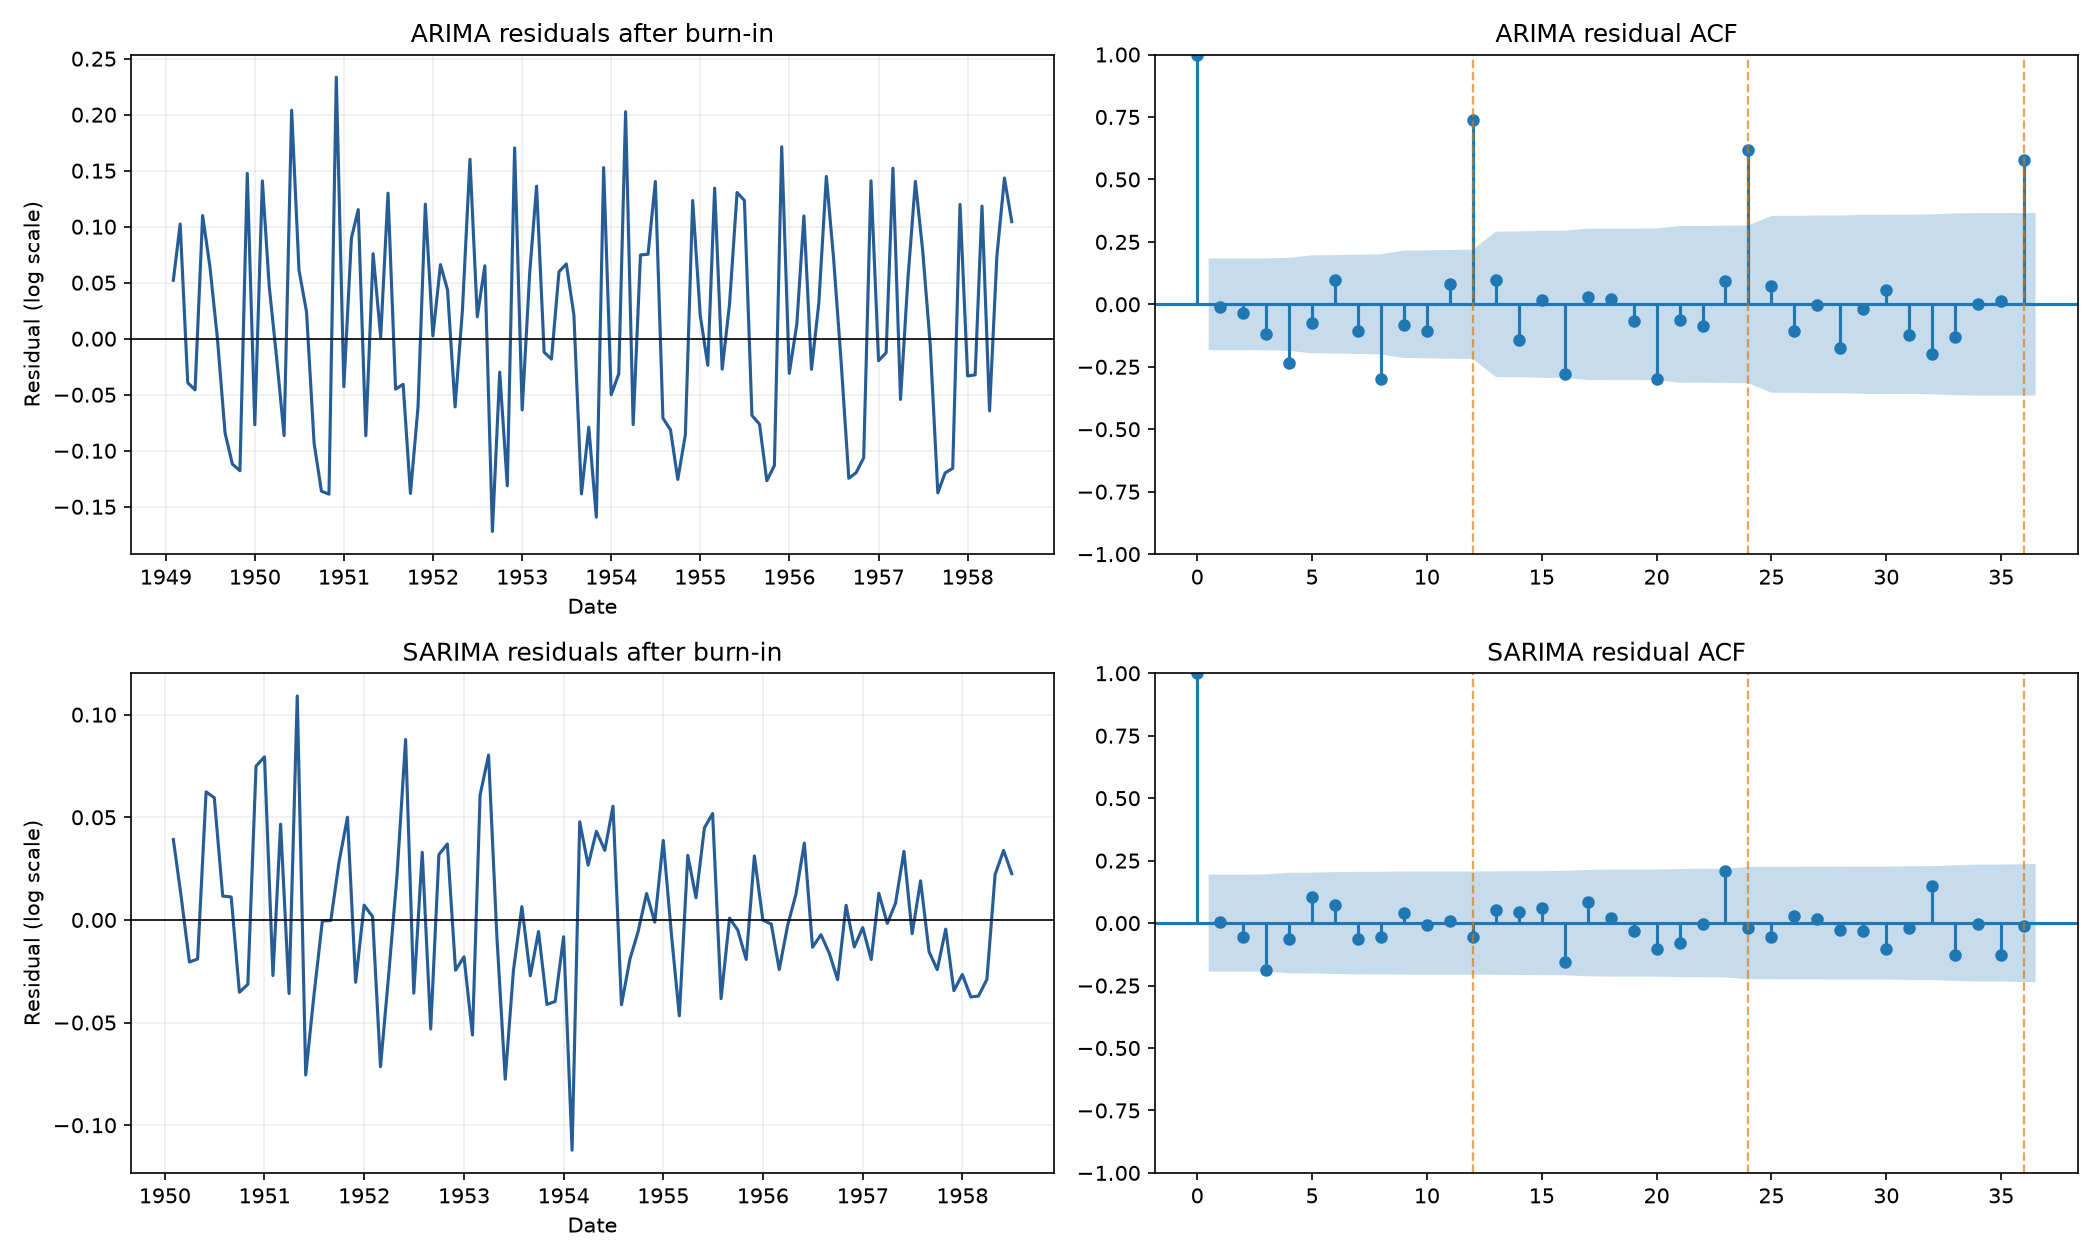 ARIMA residuals after burn-in
Residual (log scale)
0.25
0.20
0.15
0.10
0.05
0.00
−0.05
−0.10
−0.15
1949 1950 1951 1952 1953 1954 1955 1956 1957 1958
Date
ARIMA residual ACF
1.00
0.75
0.50
0.25
0.00
−0.25
−0.50
−0.75
−1.00
0 5 10 15 20 25 30 35
SARIMA residuals after burn-in
Residual (log scale)
0.10
0.05
0.00
−0.05
−0.10
1950 1951 1952 1953 1954 1955 1956 1957 1958
Date
SARIMA residual ACF
1.00
0.75
0.50
0.25
0.00
−0.25
−0.50
−0.75
−1.00
0 5 10 15 20 25 30 35